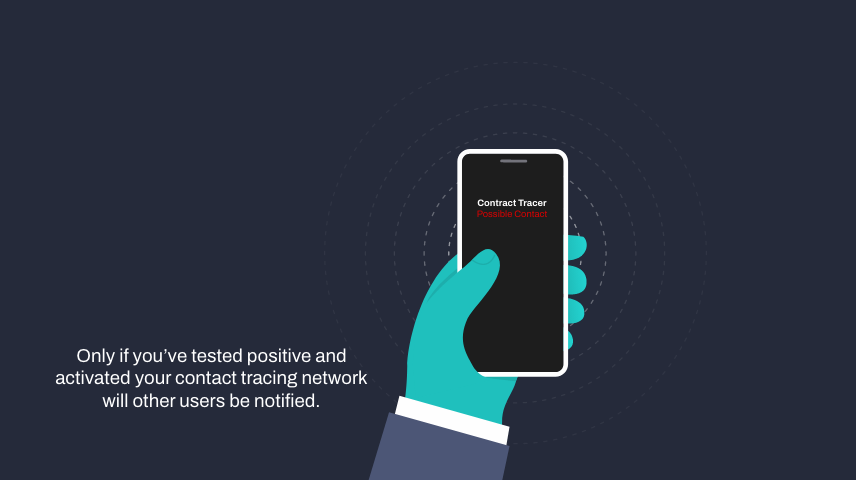 Contract Tracer
Possible Contact
Only if you’ve tested positive and
activated your contact tracing network
will other users be notified.